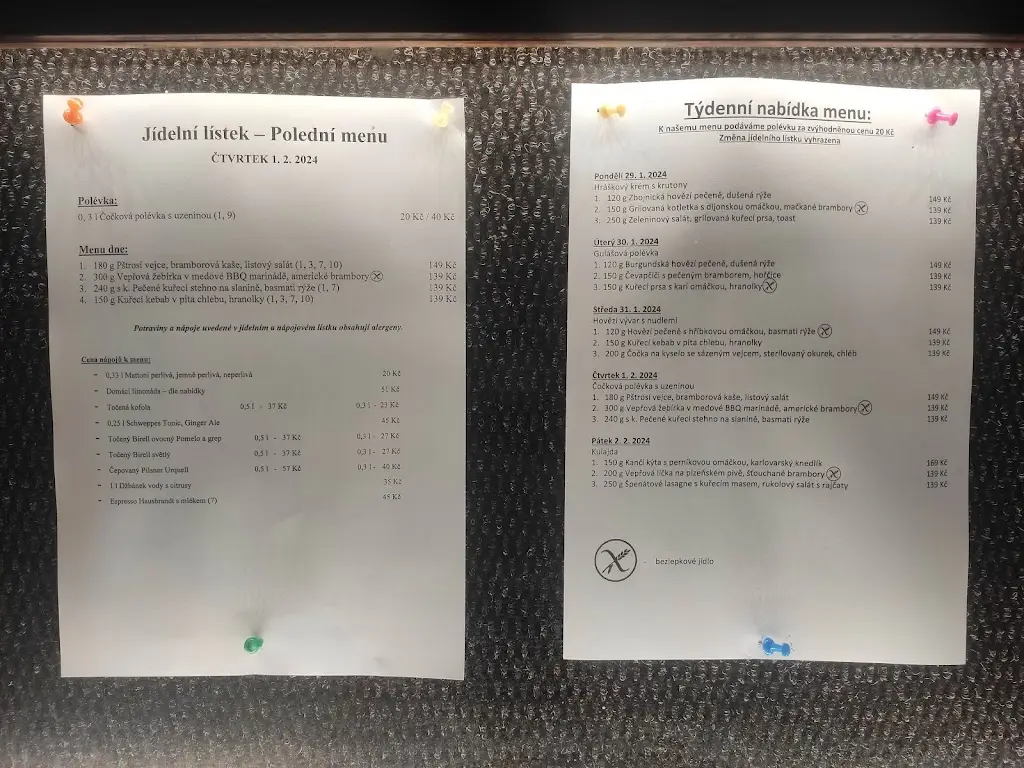 Jídelní lístek – Polední menu
ČTVRTEK 1. 2. 2024
Polévka:
0, 3 l Čočková polévka s uzeninou (1, 9) 20 Kč / 40 Kč
Menu dne:
1. 180 g Pštrosí vejce, bramborová kaše, listový salát (1, 3, 7, 10) 149 Kč
2. 300 g Vepřová žebírka v medové BBQ marinádě, americké brambory 139 Kč
3. 240 g s k. Pečené kuřecí stehno na slanině, basmati rýže (1, 7) 139 Kč
4. 150 g Kuřecí kebab v pita chlebu, hranolky (1, 3, 7, 10) 139 Kč
Potraviny a nápoje uvedené v jídelním a nápojovém lístku obsahují alergeny.
Cena nápojů k menu:
- 0,33 l Mattoni perlivá, jemně perlivá, neperlivá 20 Kč
- Domácí limonáda – dle nabídky 51 Kč
- Točená kofola 0,5 l - 37 Kč 0,3 l - 23 Kč
- 0,25 l Schweppes Tonic, Ginger Ale 45 Kč
- Točený Birell ovocný Pomelo a grep 0,5 l - 37 Kč 0,3 l - 27 Kč
- Točený Birell světlý 0,5 l - 37 Kč 0,3 l - 27 Kč
- Čepovaný Pilsner Urquell 0,5 l - 57 Kč 0,3 l - 40 Kč
- 1 l Džbánek vody s citrusy 35 Kč
- Espresso Hausbrandt s mlékem (7) 45 Kč
Týdenní nabídka menu:
K našemu menu podáváme polévku za zvýhodněnou cenu 20 Kč
Změna jídelního lístku vyhrazena
Pondělí 29. 1. 2024
Hráškový krém s krutony
1. 120 g Zbojnická hovězí pečeně, dušená rýže 149 Kč
2. 150 g Grilovaná kotletka s dijonskou omáčkou, mačkané brambory 139 Kč
3. 250 g Zeleninový salát, grilovaná kuřecí prsa, toast 139 Kč
Úterý 30. 1. 2024
Gulášová polévka
1. 120 g Burgundská hovězí pečeně, dušená rýže 149 Kč
2. 150 g Čevapčiči s pečeným bramborem, hořčice 139 Kč
3. 150 g Kuřecí prsa s kari omáčkou, hranolky 139 Kč
Středa 31. 1. 2024
Hovězí vývar s nudlemi
1. 120 g Hovězí pečeně s hříbkovou omáčkou, basmati rýže 149 Kč
2. 150 g Kuřecí kebab v pita chlebu, hranolky 139 Kč
3. 200 g Čočka na kyselo se sázeným vejcem, sterilovaný okurek, chléb 139 Kč
Čtvrtek 1. 2. 2024
Čočková polévka s uzeninou
1. 180 g Pštrosí vejce, bramborová kaše, listový salát 149 Kč
2. 300 g Vepřová žebírka v medové BBQ marinádě, americké brambory 139 Kč
3. 240 g s k. Pečené kuřecí stehno na slanině, basmati rýže 139 Kč
Pátek 2. 2. 2024
Kulajda
1. 150 g Kančí kýta s perníkovou omáčkou, karlovarský knedlík 169 Kč
2. 200 g Vepřová líčka na plzeňském pivě, šťouchané brambory 139 Kč
3. 250 g Špenátové lasagne s kuřecím masem, rukolový salát s rajčaty 139 Kč
- bezlepkové jídlo